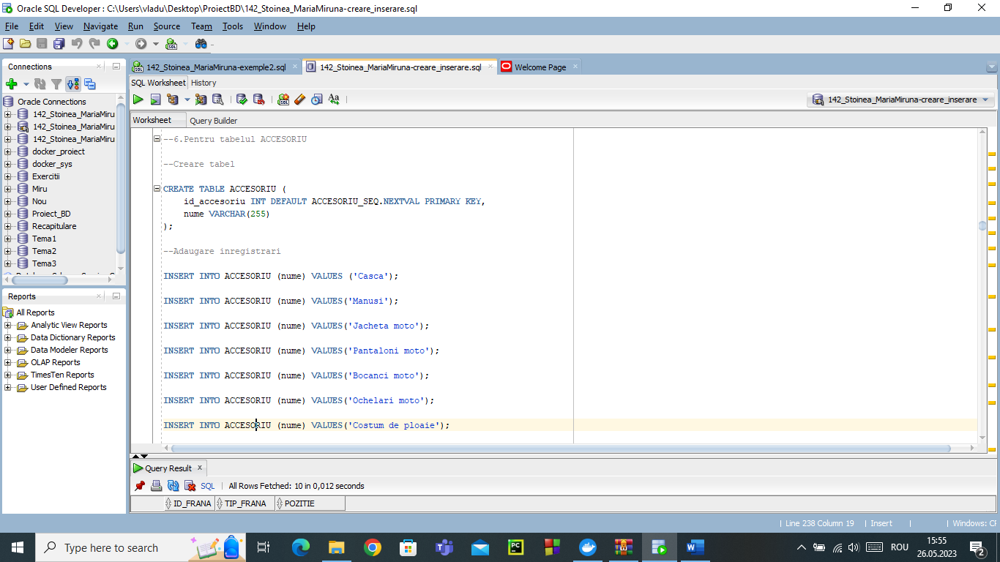 Oracle SQL Developer : C:\Users\vladu\Desktop\ProiectBD\142_Stoinea_MariaMiruna-creare_inserare.sql
File Edit View Navigate Run Source Team Tools Window Help
Connections
Oracle Connections
142_Stoinea_MariaMiru
142_Stoinea_MariaMiru
142_Stoinea_MariaMiru
docker_proiect
docker_sys
Exercitii
Miru
Nou
Proiect_BD
Recapitulare
Tema1
Tema2
Tema3
Reports
All Reports
Analytic View Reports
Data Dictionary Reports
Data Modeler Reports
OLAP Reports
TimesTen Reports
User Defined Reports
142_Stoinea_MariaMiruna-exemple2.sql 142_Stoinea_MariaMiruna-creare_inserare.sql Welcome Page
SQL Worksheet History
142_Stoinea_MariaMiruna-creare_inserare
Worksheet Query Builder
--6.Pentru tabelul ACCESORIU
--Creare tabel
CREATE TABLE ACCESORIU (
id_accesoriu INT DEFAULT ACCESORIU_SEQ.NEXTVAL PRIMARY KEY,
nume VARCHAR(255)
);
--Adaugare inregistrari
INSERT INTO ACCESORIU (nume) VALUES ('Casca');
INSERT INTO ACCESORIU (nume) VALUES('Manusi');
INSERT INTO ACCESORIU (nume) VALUES('Jacheta moto');
INSERT INTO ACCESORIU (nume) VALUES('Pantaloni moto');
INSERT INTO ACCESORIU (nume) VALUES('Bocanci moto');
INSERT INTO ACCESORIU (nume) VALUES('Ochelari moto');
INSERT INTO ACCESORIU (nume) VALUES('Costum de ploaie');
Query Result
SQL All Rows Fetched: 10 in 0,012 seconds
ID_FRANA TIP_FRANA POZITIE
Line 238 Column 19 Insert Windows: CF
Type here to search
ROU
15:55
26.05.2023
2